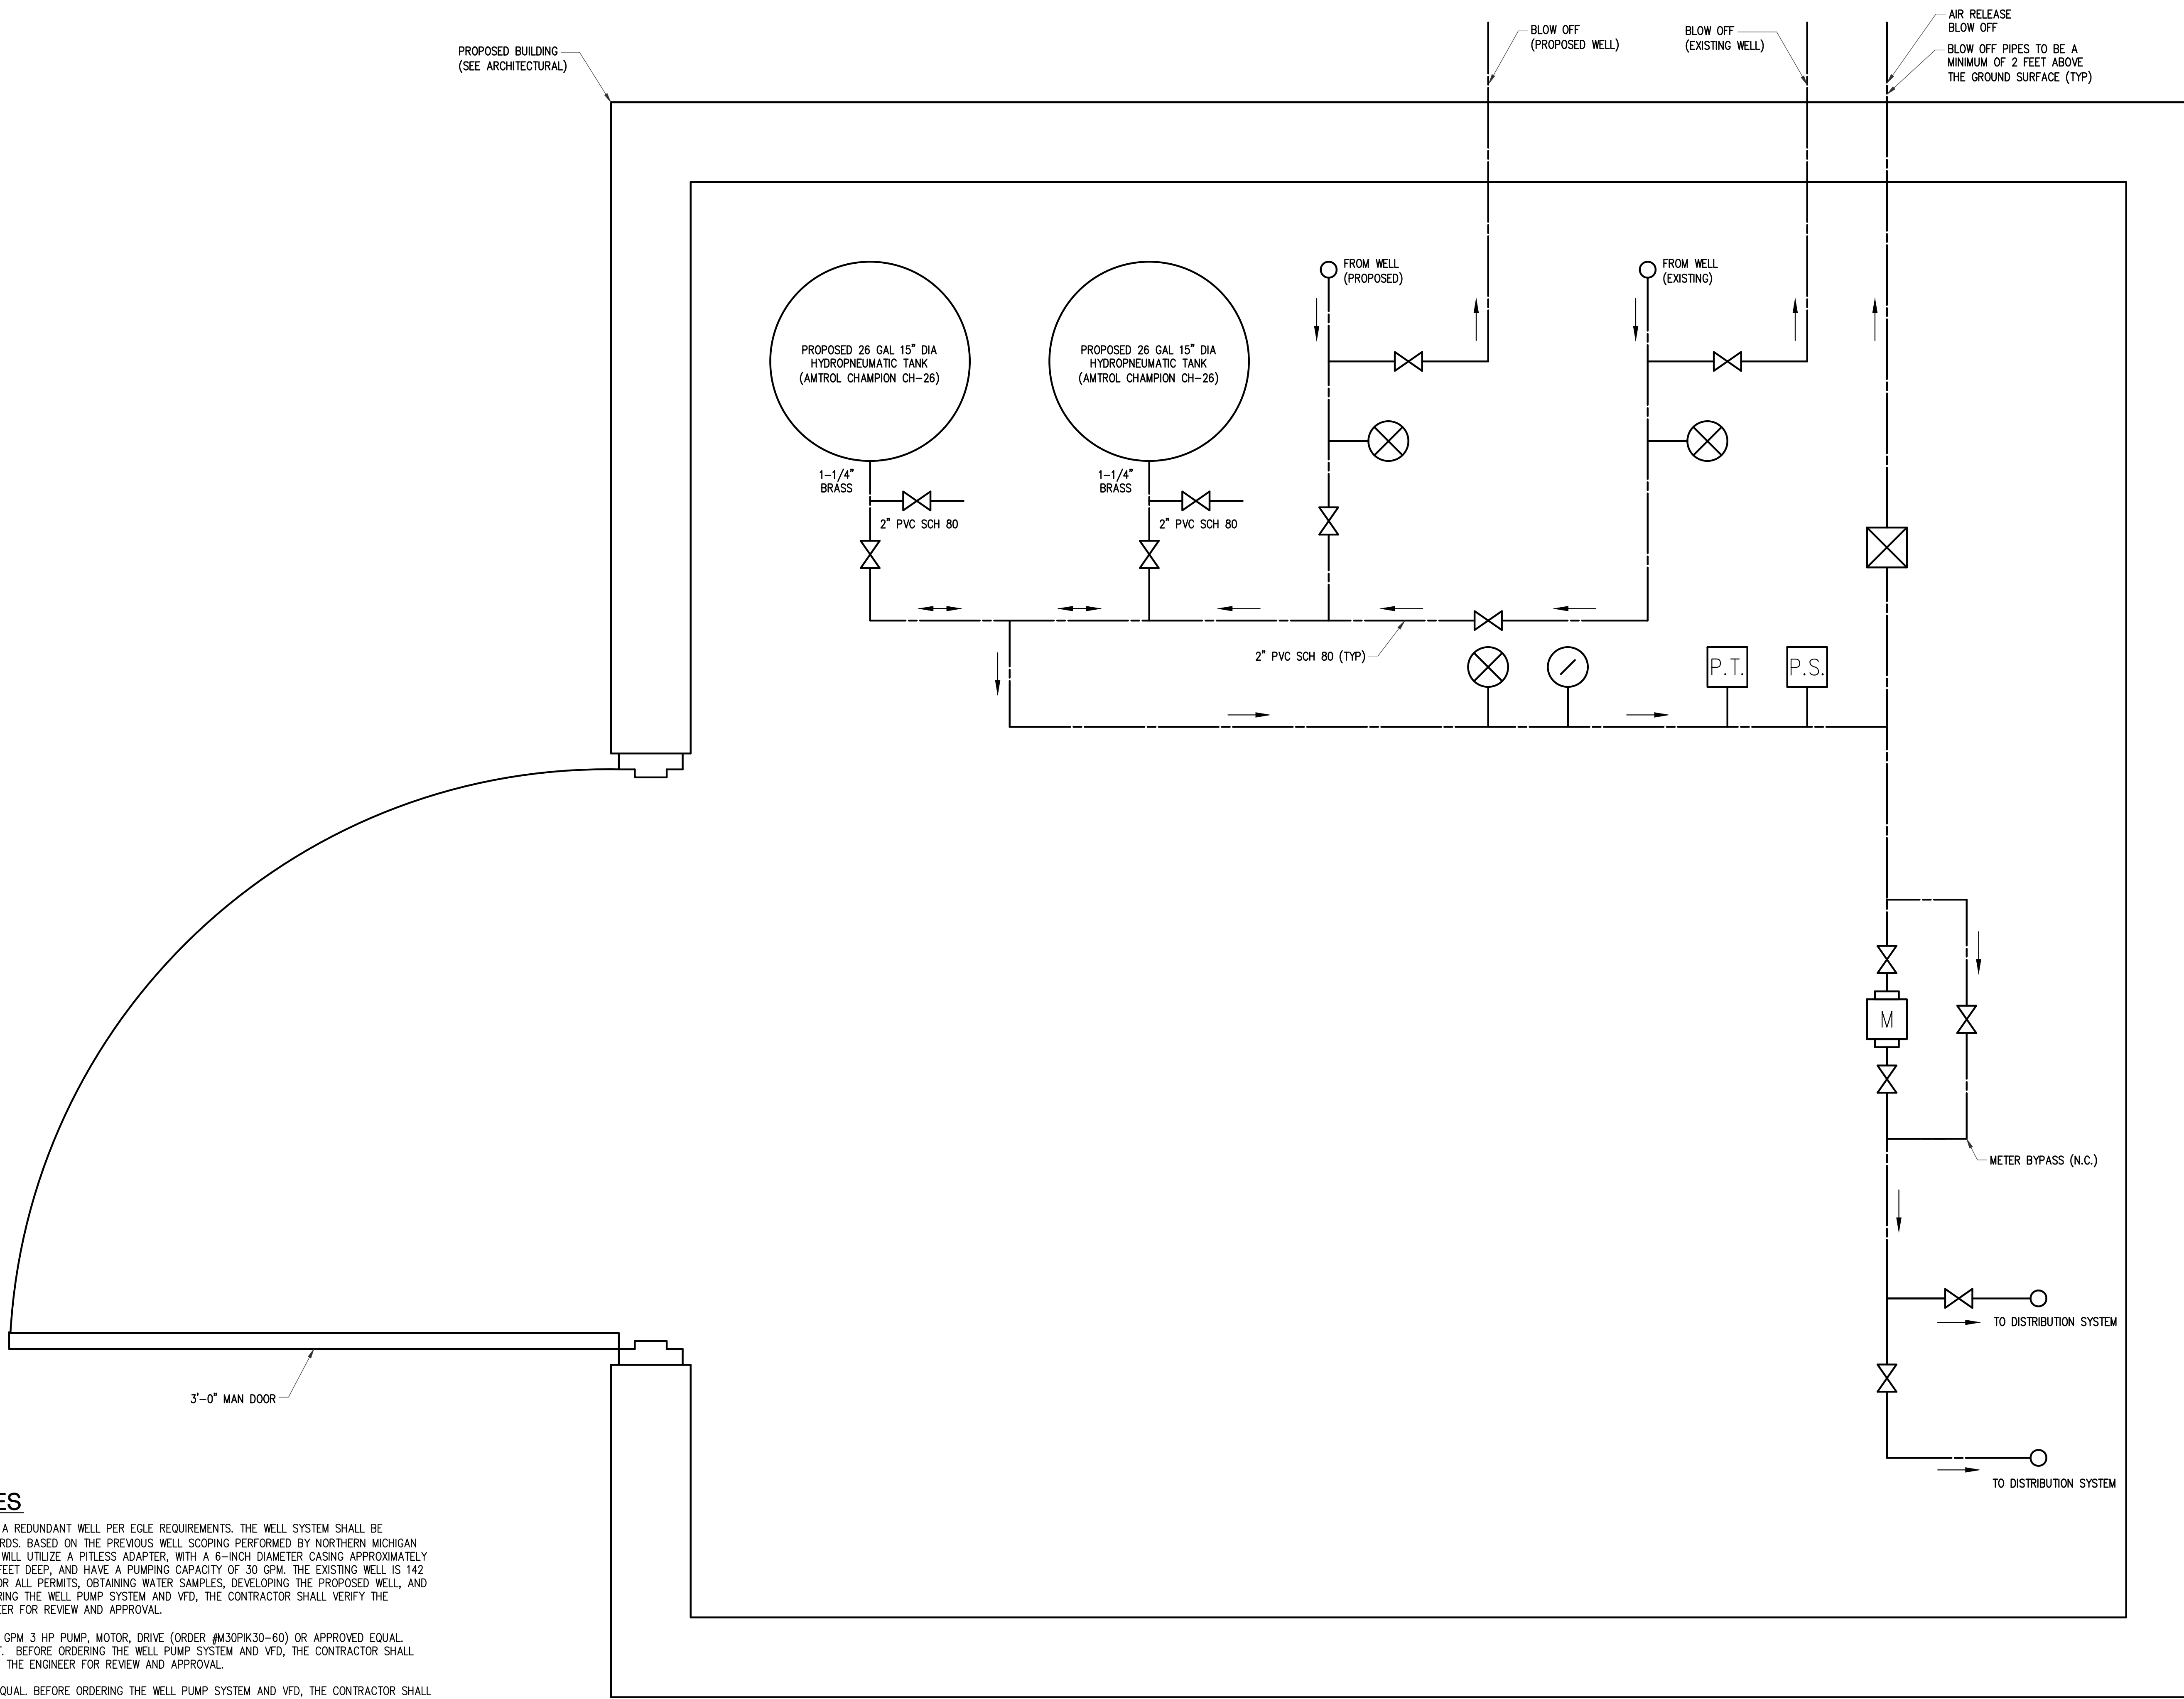 AIR RELEASE
BLOW OFF
BLOW OFF
(PROPOSED WELL)
BLOW OFF
(EXISTING WELL)
BLOW OFF PIPES TO BE A
MINIMUM OF 2 FEET ABOVE
THE GROUND SURFACE (TYP)
PROPOSED BUILDING
(SEE ARCHITECTURAL)
FROM WELL
(PROPOSED)
FROM WELL
(EXISTING)
PROPOSED 26 GAL 15" DIA
HYDROPNEUMATIC TANK
(AMTROL CHAMPION CH-26)
PROPOSED 26 GAL 15" DIA
HYDROPNEUMATIC TANK
(AMTROL CHAMPION CH-26)
1-1/4"
BRASS
2" PVC SCH 80
1-1/4"
BRASS
2" PVC SCH 80
2" PVC SCH 80 (TYP)
P.T.
P.S.
M
METER BYPASS (N.C.)
TO DISTRIBUTION SYSTEM
3'-0" MAN DOOR
TO DISTRIBUTION SYSTEM
ES
A REDUNDANT WELL PER EGLE REQUIREMENTS. THE WELL SYSTEM SHALL BE
RDS. BASED ON THE PREVIOUS WELL SCOPING PERFORMED BY NORTHERN MICHIGAN
WILL UTILIZE A PITLESS ADAPTER, WITH A 6-INCH DIAMETER CASING APPROXIMATELY
FEET DEEP, AND HAVE A PUMPING CAPACITY OF 30 GPM. THE EXISTING WELL IS 142
OR ALL PERMITS, OBTAINING WATER SAMPLES, DEVELOPING THE PROPOSED WELL, AND
RING THE WELL PUMP SYSTEM AND VFD, THE CONTRACTOR SHALL VERIFY THE
EER FOR REVIEW AND APPROVAL.
GPM 3 HP PUMP, MOTOR, DRIVE (ORDER #M30PIK30-60) OR APPROVED EQUAL.
T. BEFORE ORDERING THE WELL PUMP SYSTEM AND VFD, THE CONTRACTOR SHALL
THE ENGINEER FOR REVIEW AND APPROVAL.
QUAL. BEFORE ORDERING THE WELL PUMP SYSTEM AND VFD, THE CONTRACTOR SHALL